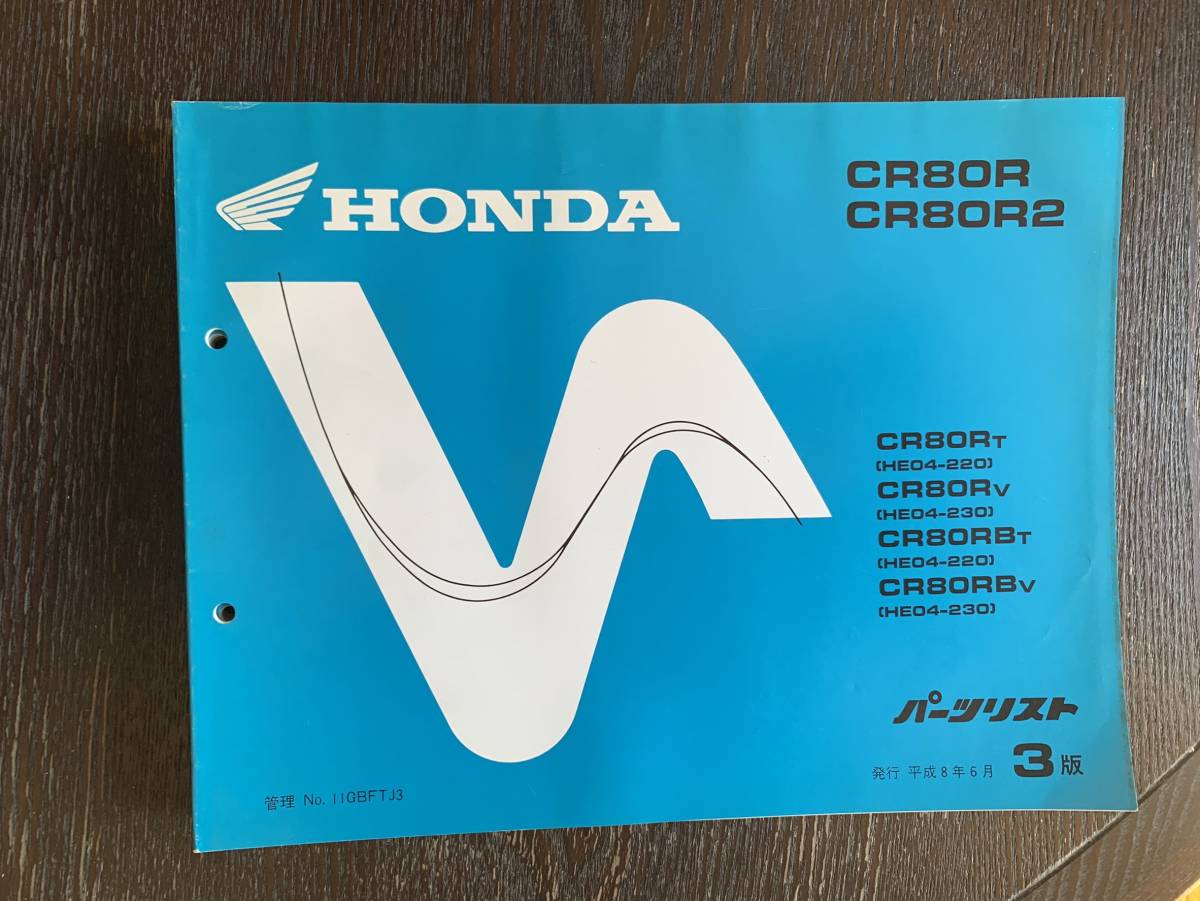 HONDA
CR80R
CR80R2
CR80RT
(HE04-220)
CR80RV
(HE04-230)
CR80RBT
(HE04-220)
CR80RBV
(HE04-230)
パーツリスト
発行 平成8年6月 3版
管理 No. 11GBFTJ3